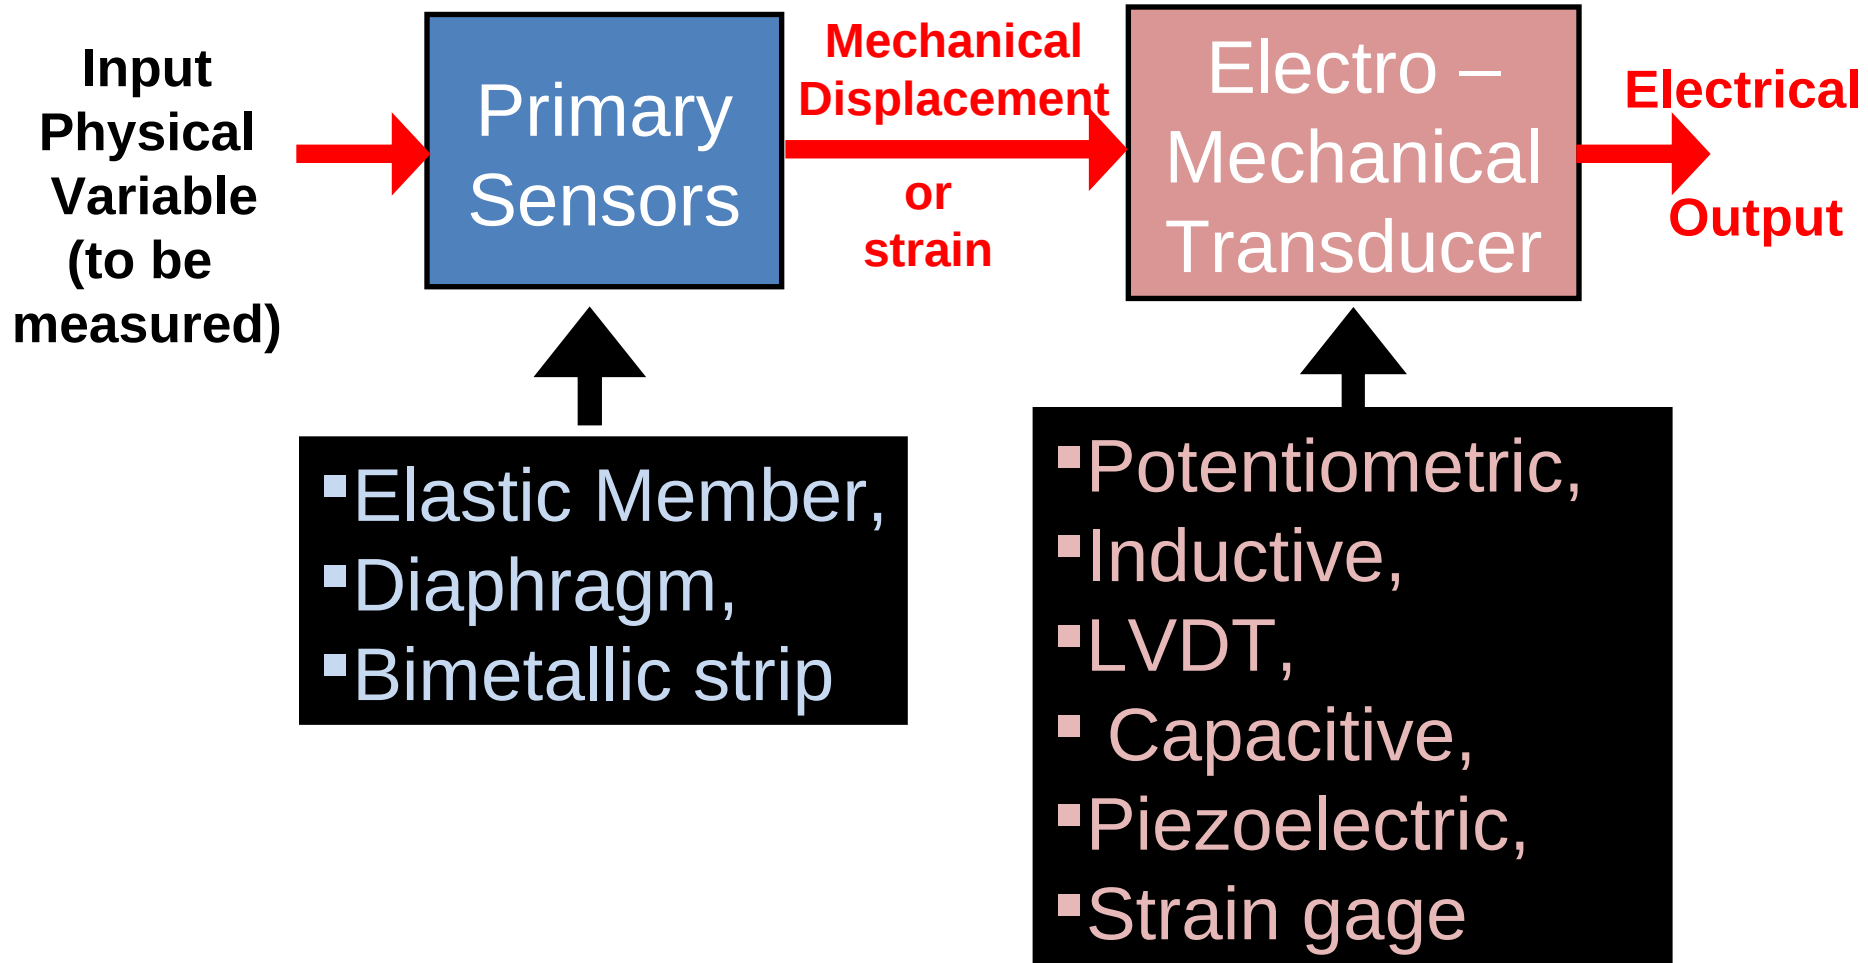 Input
Physical
Variable
(to be
measured)
Primary
Sensors
Mechanical
Displacement
or
strain
Electro –
Mechanical
Transducer
Electrical
Output
▪Elastic Member,
▪Diaphragm,
▪Bimetallic strip
▪Potentiometric,
▪Inductive,
▪LVDT,
▪ Capacitive,
▪Piezoelectric,
▪Strain gage